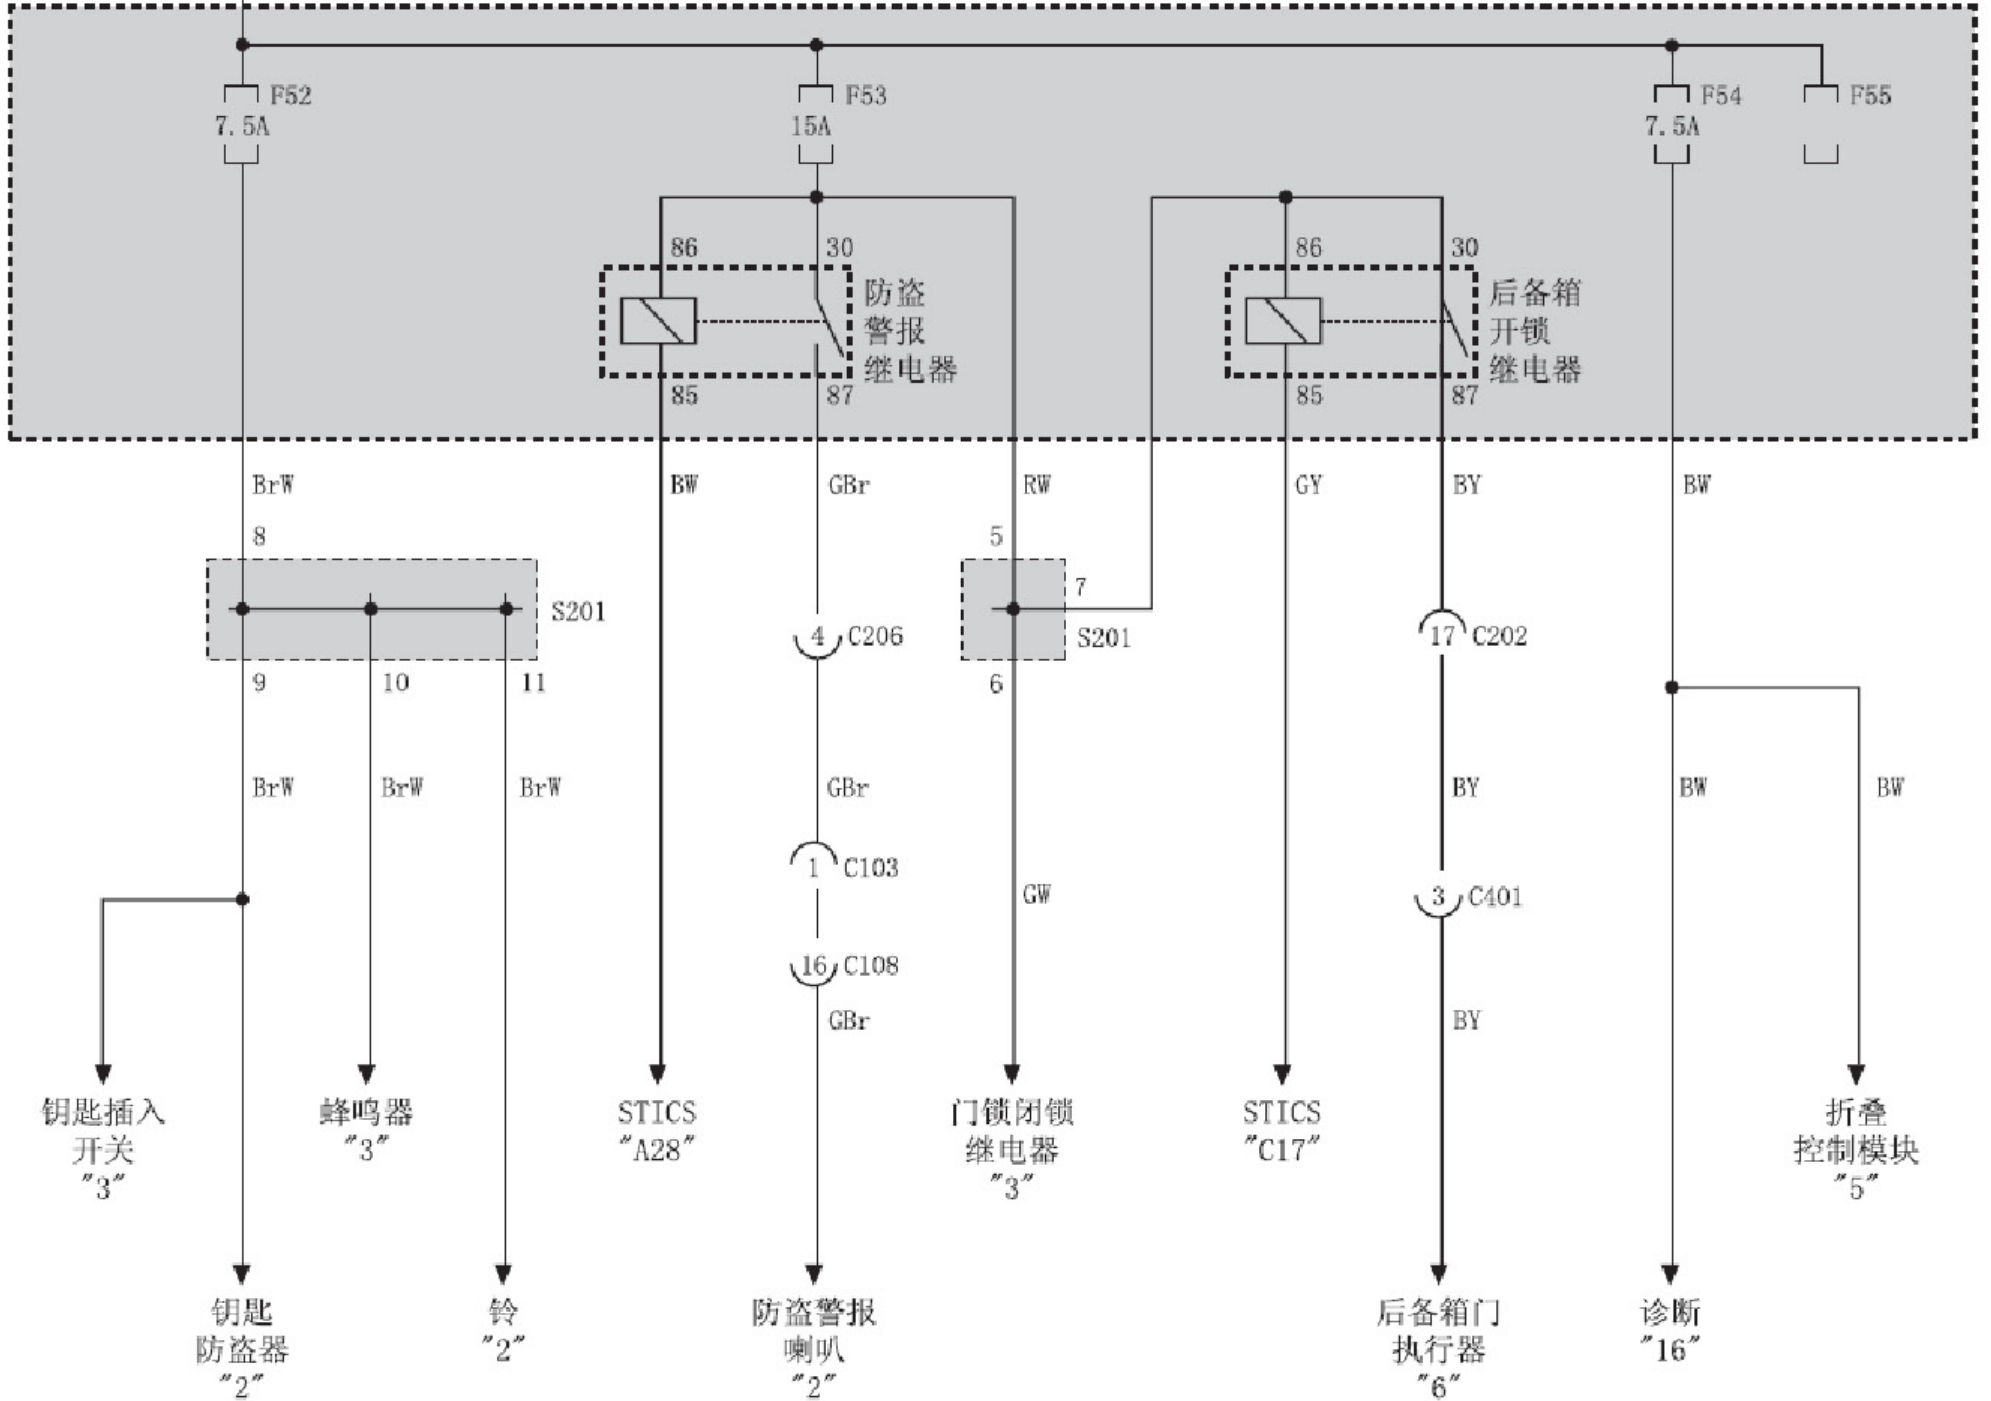 F52
7.5A
F53
15A
F54
7.5A
F55
86
30
85
87
防盗
警报
继电器
86
30
85
87
后备箱
开锁
继电器
BrW
BW
GBr
RW
GY
BY
BW
8
S201
9
10
11
5
7
S201
6
4
C206
17
C202
BrW
BrW
BrW
GBr
BY
BW
BW
1
C103
GW
3
C401
16
C108
GBr
BY
钥匙插入
开关
"3"
蜂鸣器
"3"
STICS
"A28"
门锁闭锁
继电器
"3"
STICS
"C17"
折叠
控制模块
"5"
钥匙
防盗器
"2"
铃
"2"
防盗警报
喇叭
"2"
后备箱门
执行器
"6"
诊断
"16"